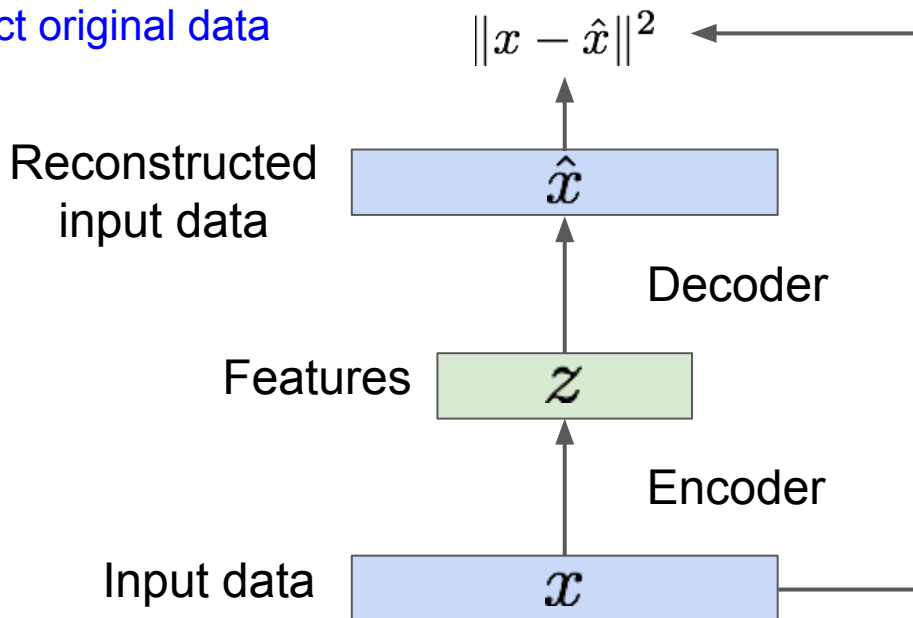 ct original data
‖x − x̂‖²
Reconstructed
input data
x̂
Decoder
Features
z
Encoder
Input data
x